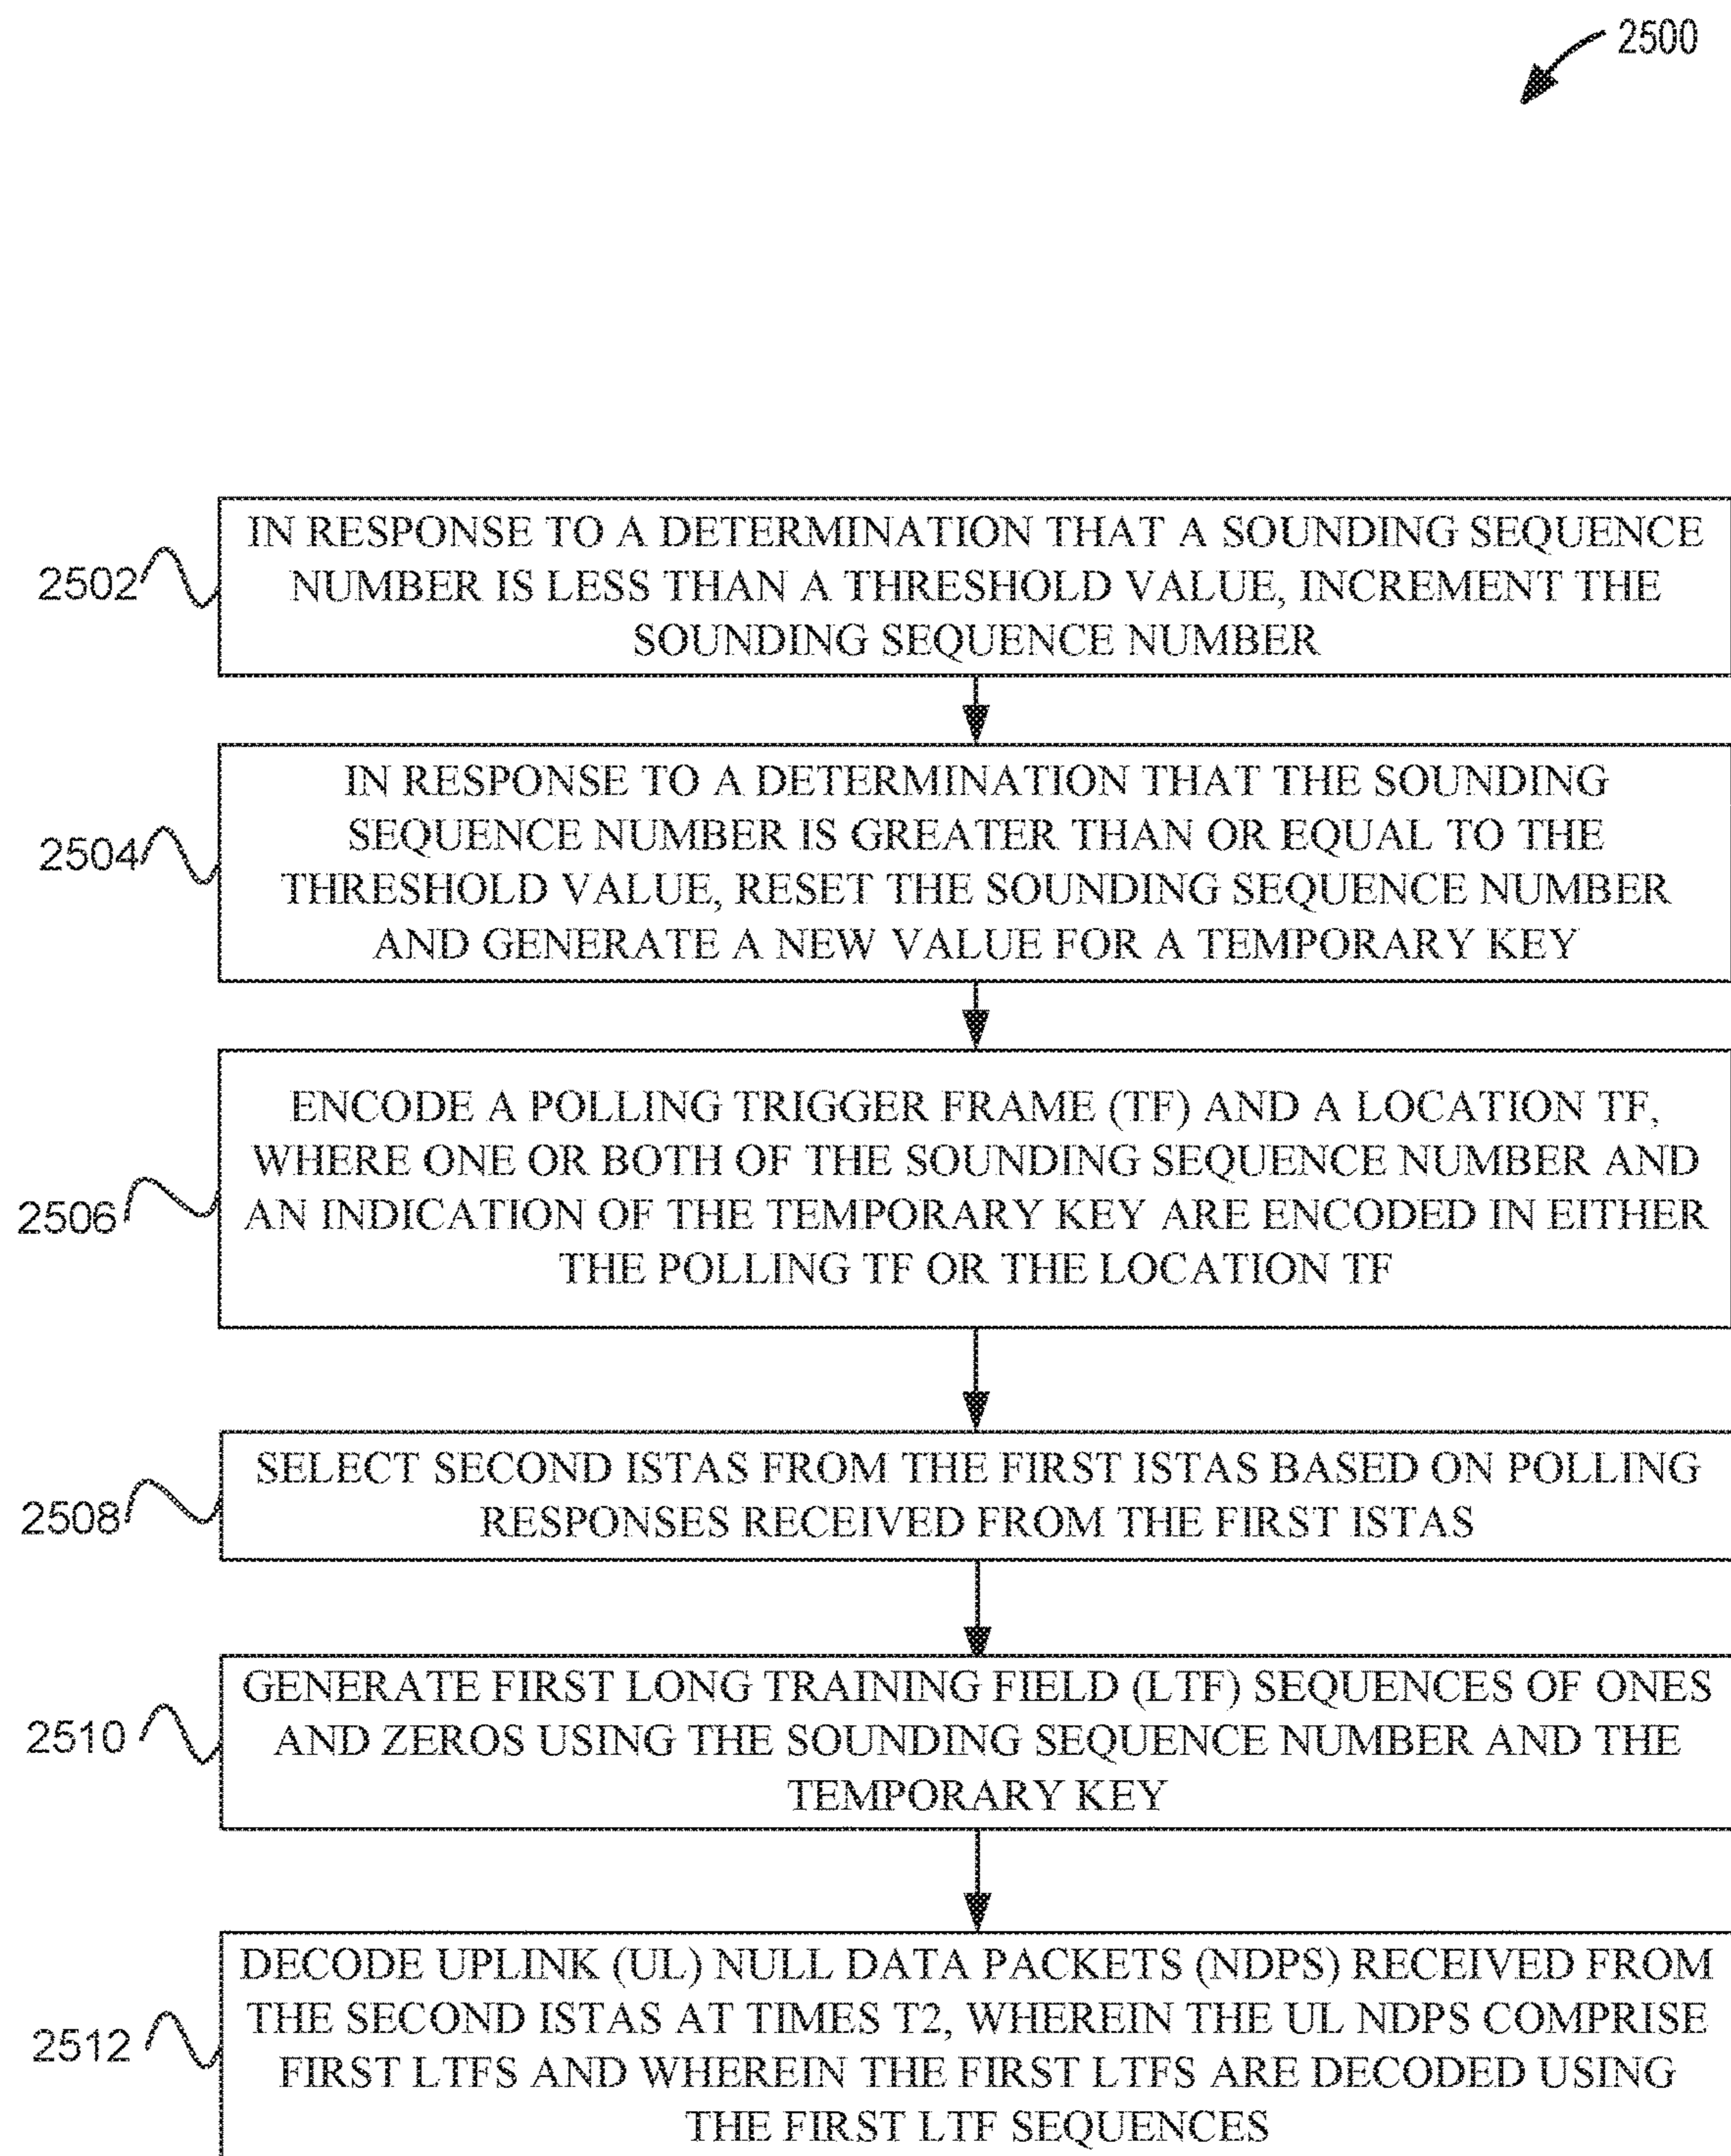 2500
2502
IN RESPONSE TO A DETERMINATION THAT A SOUNDING SEQUENCE
NUMBER IS LESS THAN A THRESHOLD VALUE, INCREMENT THE
SOUNDING SEQUENCE NUMBER
2504
IN RESPONSE TO A DETERMINATION THAT THE SOUNDING
SEQUENCE NUMBER IS GREATER THAN OR EQUAL TO THE
THRESHOLD VALUE, RESET THE SOUNDING SEQUENCE NUMBER
AND GENERATE A NEW VALUE FOR A TEMPORARY KEY
2506
ENCODE A POLLING TRIGGER FRAME (TF) AND A LOCATION TF,
WHERE ONE OR BOTH OF THE SOUNDING SEQUENCE NUMBER AND
AN INDICATION OF THE TEMPORARY KEY ARE ENCODED IN EITHER
THE POLLING TF OR THE LOCATION TF
2508
SELECT SECOND ISTAS FROM THE FIRST ISTAS BASED ON POLLING
RESPONSES RECEIVED FROM THE FIRST ISTAS
2510
GENERATE FIRST LONG TRAINING FIELD (LTF) SEQUENCES OF ONES
AND ZEROS USING THE SOUNDING SEQUENCE NUMBER AND THE
TEMPORARY KEY
2512
DECODE UPLINK (UL) NULL DATA PACKETS (NDPS) RECEIVED FROM
THE SECOND ISTAS AT TIMES T2, WHEREIN THE UL NDPS COMPRISE
FIRST LTFS AND WHEREIN THE FIRST LTFS ARE DECODED USING
THE FIRST LTF SEQUENCES